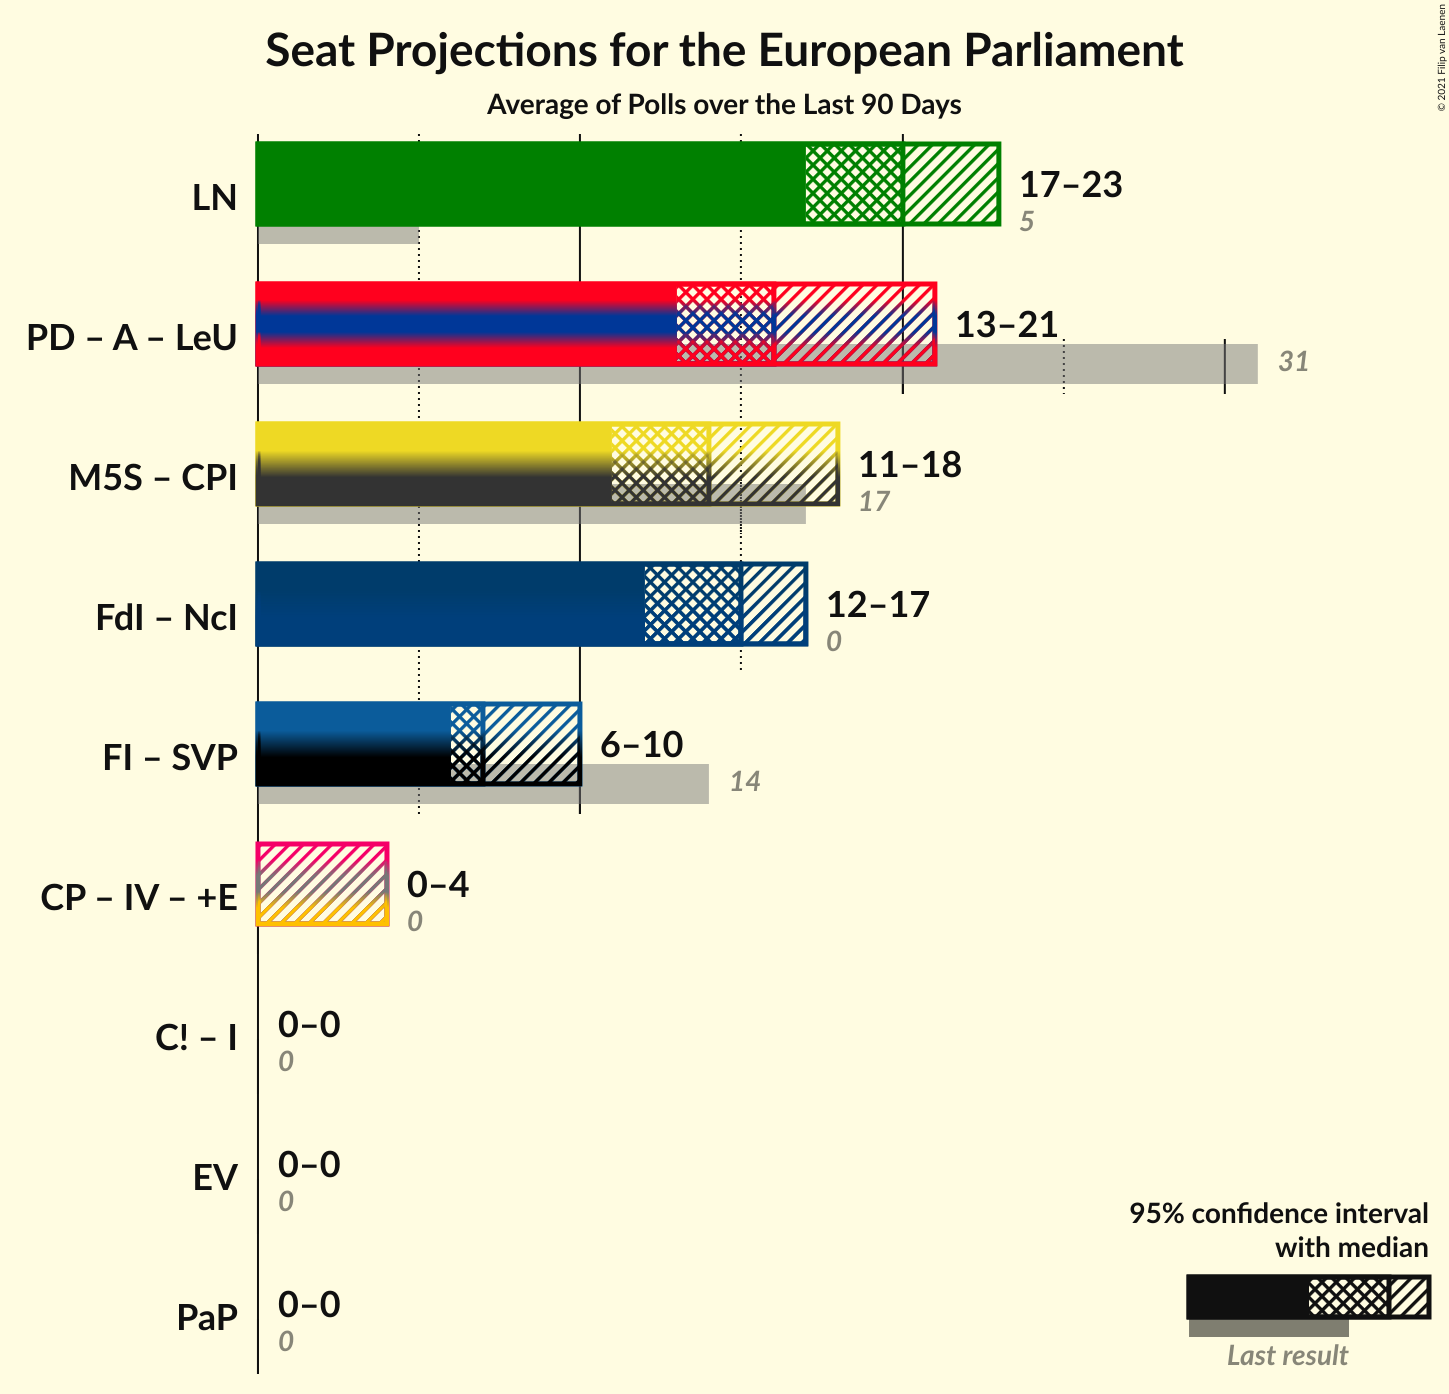 Seat Projections for the European Parliament
Average of Polls over the Last 90 Days
© 2021 Filip van Laenen
LN
17–23
5
PD – A – LeU
13–21
31
M5S – CPI
11–18
17
FdI – NcI
12–17
0
FI – SVP
6–10
14
CP – IV – +E
0–4
0
C! – I
0–0
0
EV
0–0
0
PaP
0–0
0
95% confidence interval
with median
Last result